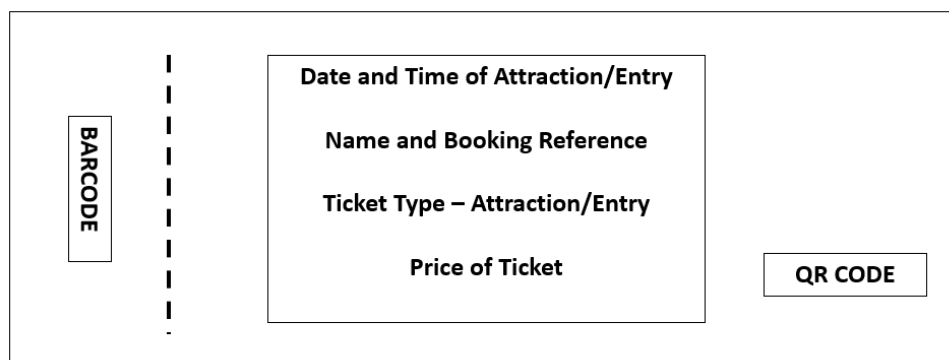 BARCODE
Date and Time of Attraction/Entry
Name and Booking Reference
Ticket Type – Attraction/Entry
Price of Ticket
QR CODE